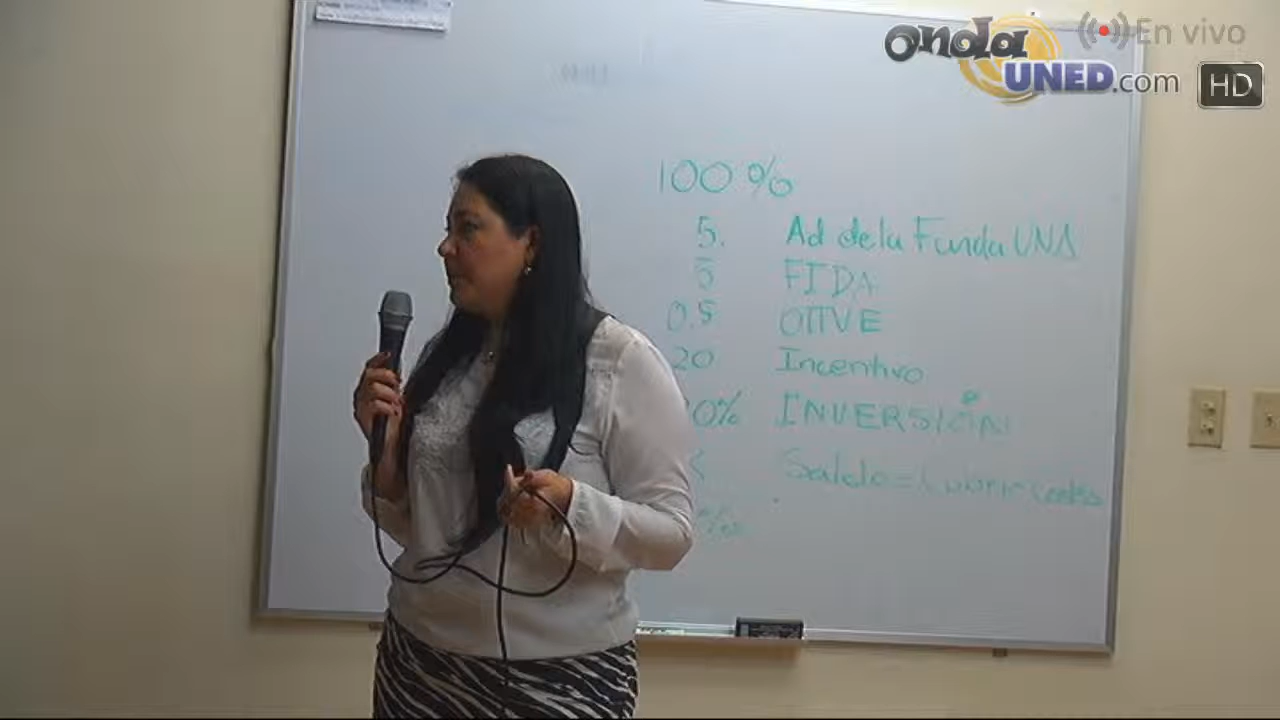 onda UNED.com
En vivo
HD
100 %
5. Ad de la Funda UNA
5 FIDA
0.5 OTTVE
20 Incentivo
0% INVERSIÓN
Saldo =
%